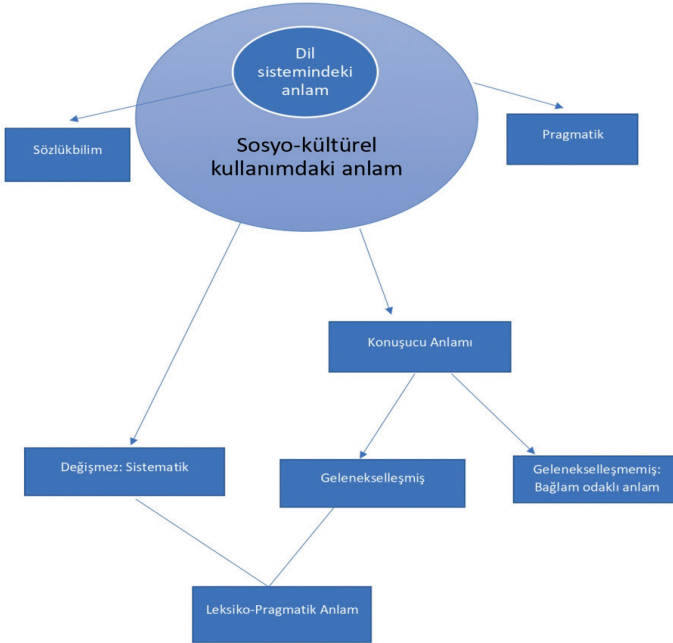 Dil
sistemindeki
anlam
Sosyo-kültürel
kullanımdaki anlam
Sözlükbilim
Pragmatik
Konuşucu Anlamı
Değişmez: Sistematik
Gelenekselleşmiş
Gelenekselleşmemiş:
Bağlam odaklı anlam
Leksiko-Pragmatik Anlam